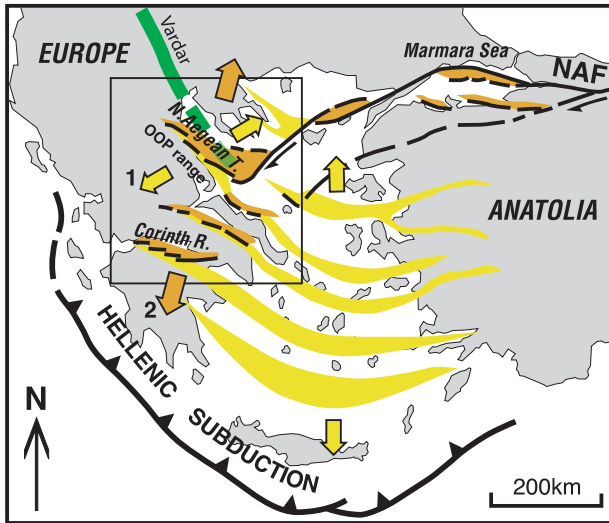 EUROPE
Vardar
Marmara Sea
NAF
N.Aegean T.
OOP range
1
ANATOLIA
Corinth R.
2
HELLENIC SUBDUCTION
N
200km